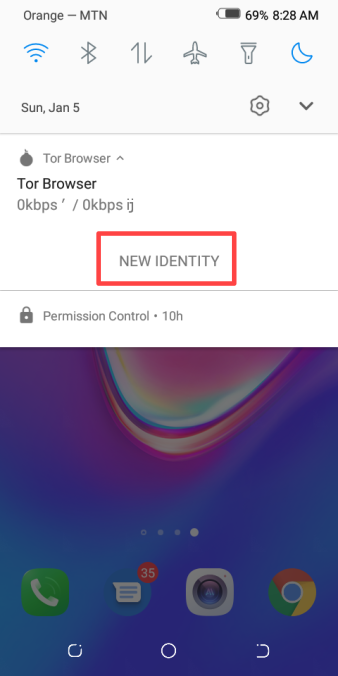 Orange — MTN 69% 8:28 AM
Sun, Jan 5
Tor Browser
Tor Browser
0kbps ′ / 0kbps ij
NEW IDENTITY
Permission Control • 10h
35